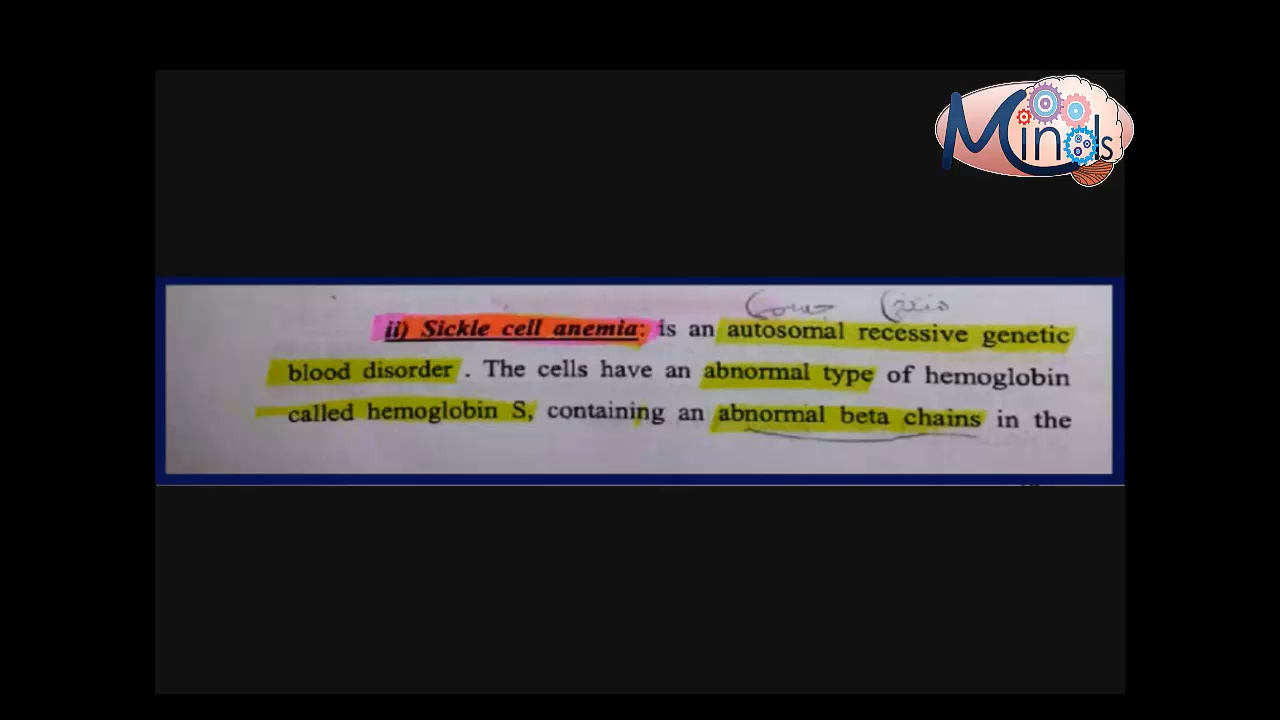 Minds
ii) Sickle cell anemia: is an autosomal recessive genetic
blood disorder . The cells have an abnormal type of hemoglobin
called hemoglobin S, containing an abnormal beta chains in the